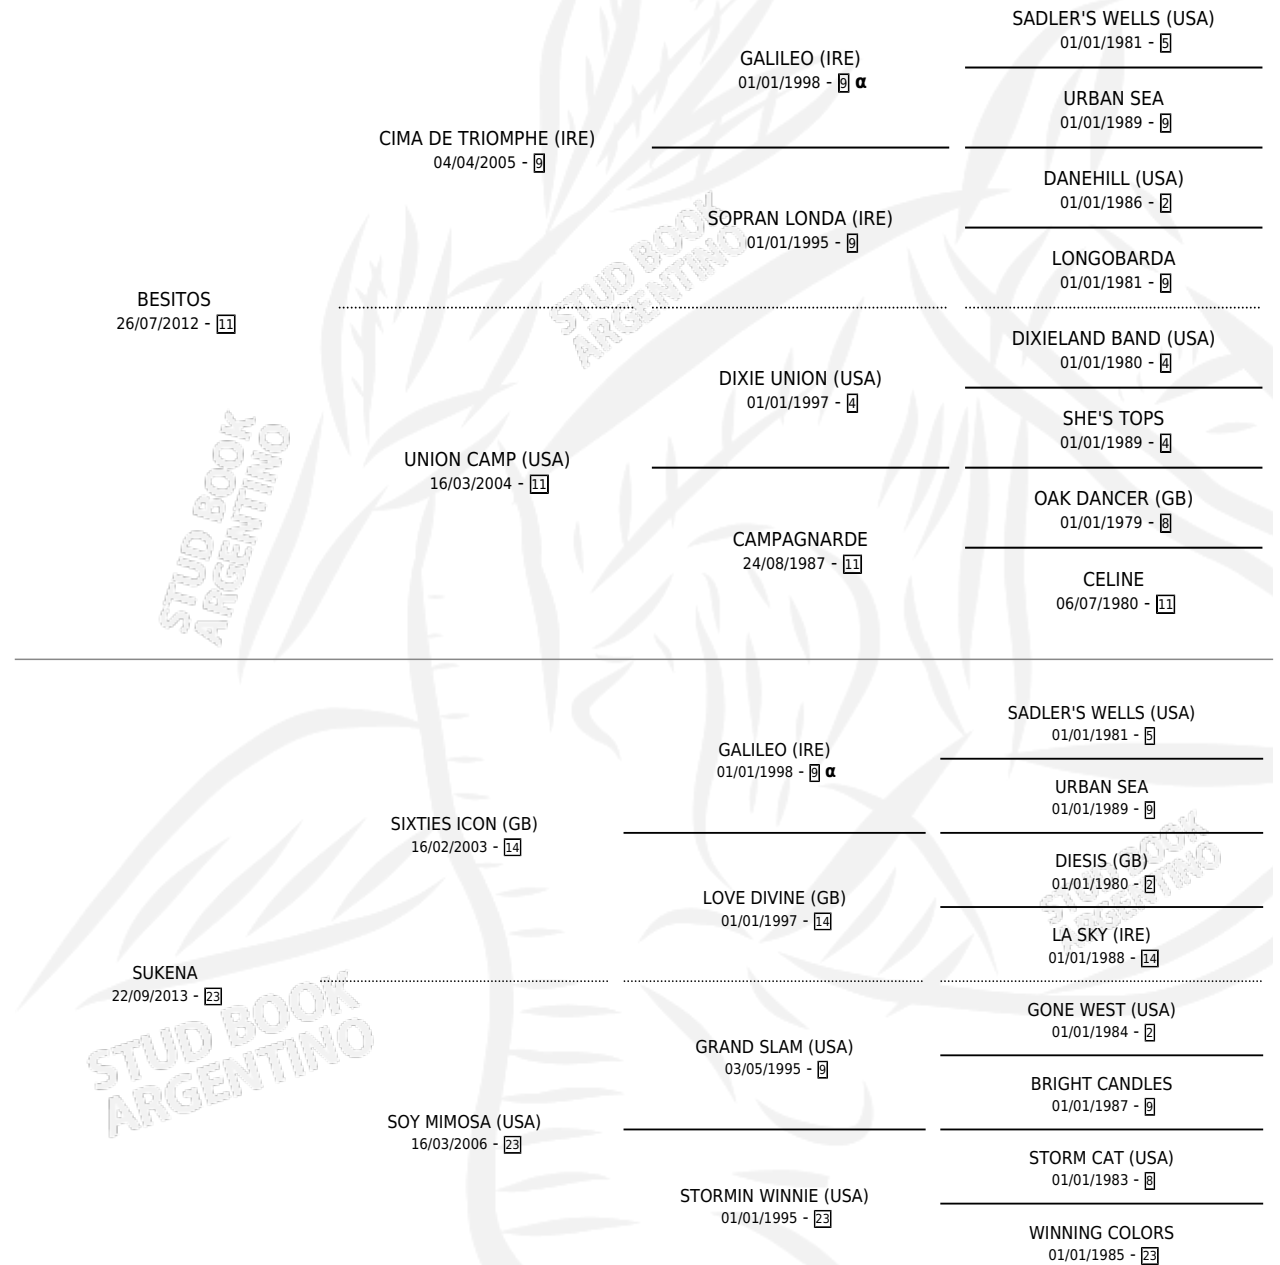 SADLER'S WELLS (USA)
01/01/1981 - 5
GALILEO (IRE)
01/01/1998 - 9 α
URBAN SEA
01/01/1989 - 9
CIMA DE TRIOMPHE (IRE)
04/04/2005 - 9
DANEHILL (USA)
01/01/1986 - 2
SOPRAN LONDA (IRE)
01/01/1995 - 9
LONGOBARDA
01/01/1981 - 9
BESITOS
26/07/2012 - 11
DIXIELAND BAND (USA)
01/01/1980 - 4
DIXIE UNION (USA)
01/01/1997 - 4
SHE'S TOPS
01/01/1989 - 4
UNION CAMP (USA)
16/03/2004 - 11
OAK DANCER (GB)
01/01/1979 - 8
CAMPAGNARDE
24/08/1987 - 11
CELINE
06/07/1980 - 11
STUD BOOK
ARGENTINO
STUD BOOK
ARGENTINO
SADLER'S WELLS (USA)
01/01/1981 - 5
GALILEO (IRE)
01/01/1998 - 9 α
URBAN SEA
01/01/1989 - 9
SIXTIES ICON (GB)
16/02/2003 - 14
DIESIS (GB)
01/01/1980 - 2
LOVE DIVINE (GB)
01/01/1997 - 14
LA SKY (IRE)
01/01/1988 - 14
SUKENA
22/09/2013 - 23
GONE WEST (USA)
01/01/1984 - 2
GRAND SLAM (USA)
03/05/1995 - 9
BRIGHT CANDLES
01/01/1987 - 9
SOY MIMOSA (USA)
16/03/2006 - 23
STORM CAT (USA)
01/01/1983 - 8
STORMIN WINNIE (USA)
01/01/1995 - 23
WINNING COLORS
01/01/1985 - 23
STUD BOOK
ARGENTINO
STUD BOOK
ARGENTINO